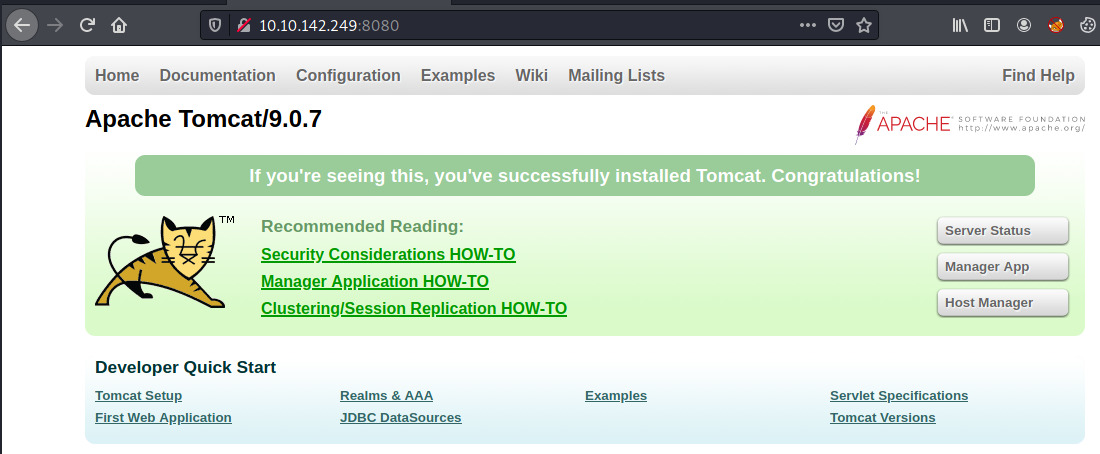 10.10.142.249:8080
Home Documentation Configuration Examples Wiki Mailing Lists Find Help
Apache Tomcat/9.0.7
THE APACHE® SOFTWARE FOUNDATION
http://www.apache.org/
If you're seeing this, you've successfully installed Tomcat. Congratulations!
TM
Recommended Reading:
Security Considerations HOW-TO
Manager Application HOW-TO
Clustering/Session Replication HOW-TO
Server Status
Manager App
Host Manager
Developer Quick Start
Tomcat Setup Realms & AAA Examples Servlet Specifications
First Web Application JDBC DataSources Tomcat Versions